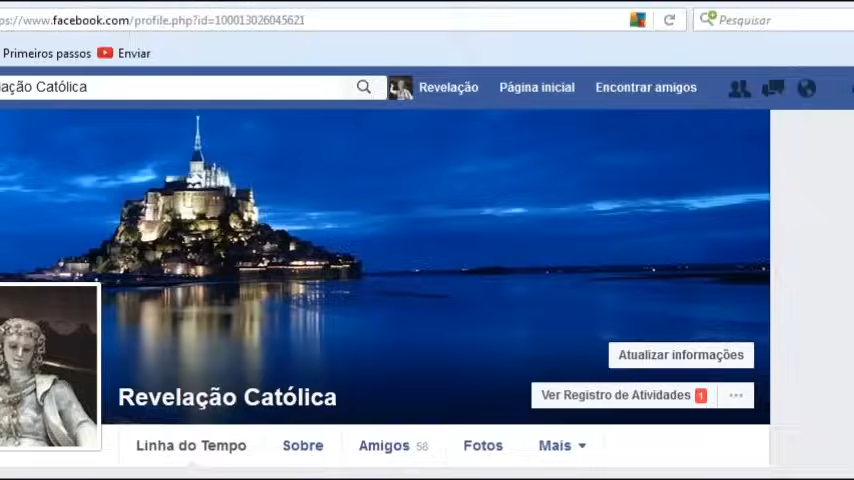 ps://www.facebook.com/profile.php?id=100013026045621
Pesquisar
Primeiros passos Enviar
ação Católica
Revelação Página inicial Encontrar amigos
Atualizar informações
Revelação Católica
Ver Registro de Atividades 1 ...
Linha do Tempo Sobre Amigos 58 Fotos Mais